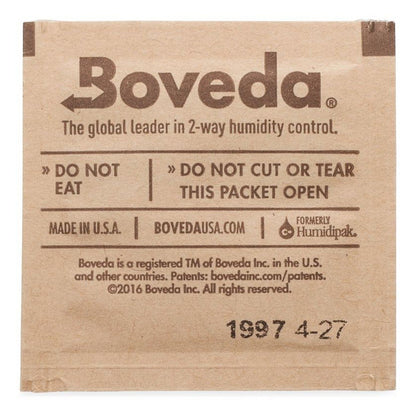 Boveda®
The global leader in 2-way humidity control.
» DO NOT EAT
» DO NOT CUT OR TEAR THIS PACKET OPEN
MADE IN U.S.A. | BOVEDAUSA.COM | FORMERLY Humidipak®
Boveda is a registered TM of Boveda Inc. in the U.S.
and other countries. Patents: bovedainc.com/patents.
©2016 Boveda Inc. All rights reserved.
1997 4-27